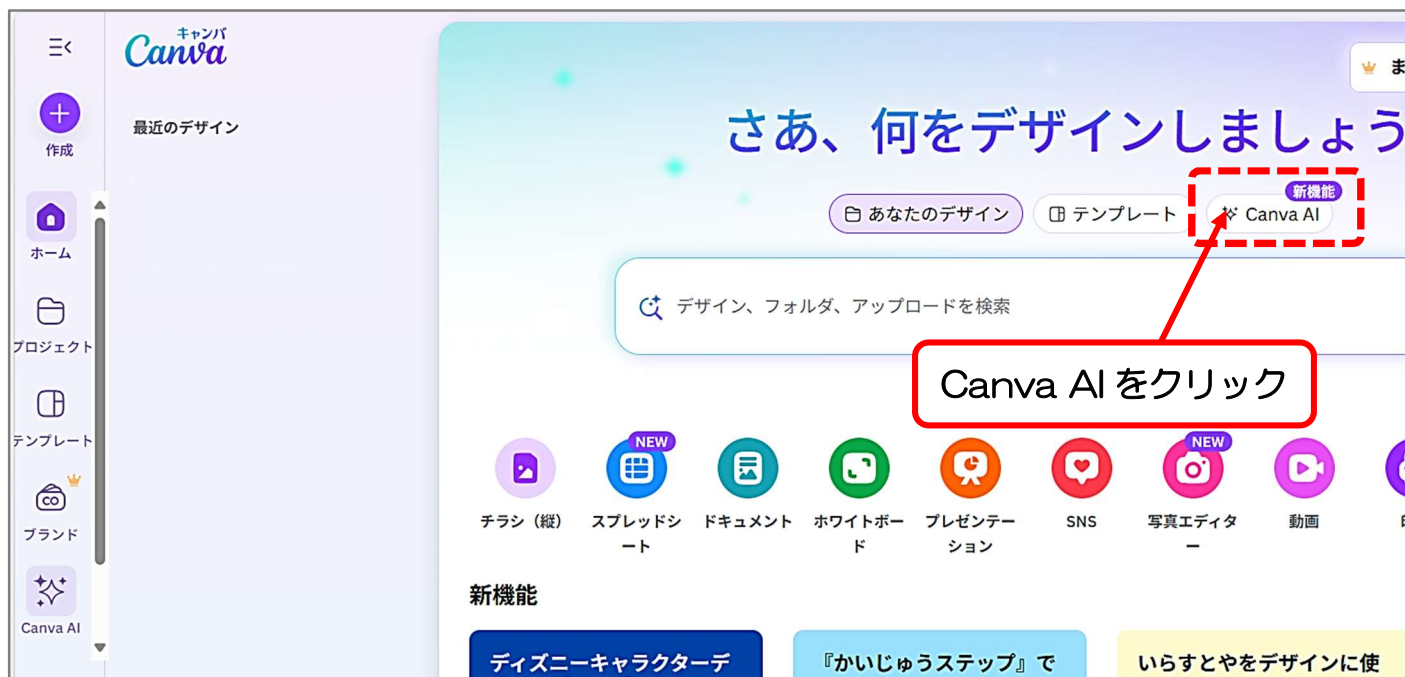 キャンバ
Canva
作成
最近のデザイン
ま
さあ、何をデザインしましょう
あなたのデザイン
テンプレート
新機能
Canva AI
ホーム
デザイン、フォルダ、アップロードを検索
プロジェクト
Canva AI をクリック
テンプレート
CO
ブランド
Canva AI
チラシ（縦）
NEW
スプレッドシ
ート
ドキュメント
ホワイトボー
ド
プレゼンテー
ション
SNS
NEW
写真エディタ
ー
動画
新機能
ディズニーキャラクターデ
『かいじゅうステップ』で
いらすとやをデザインに使